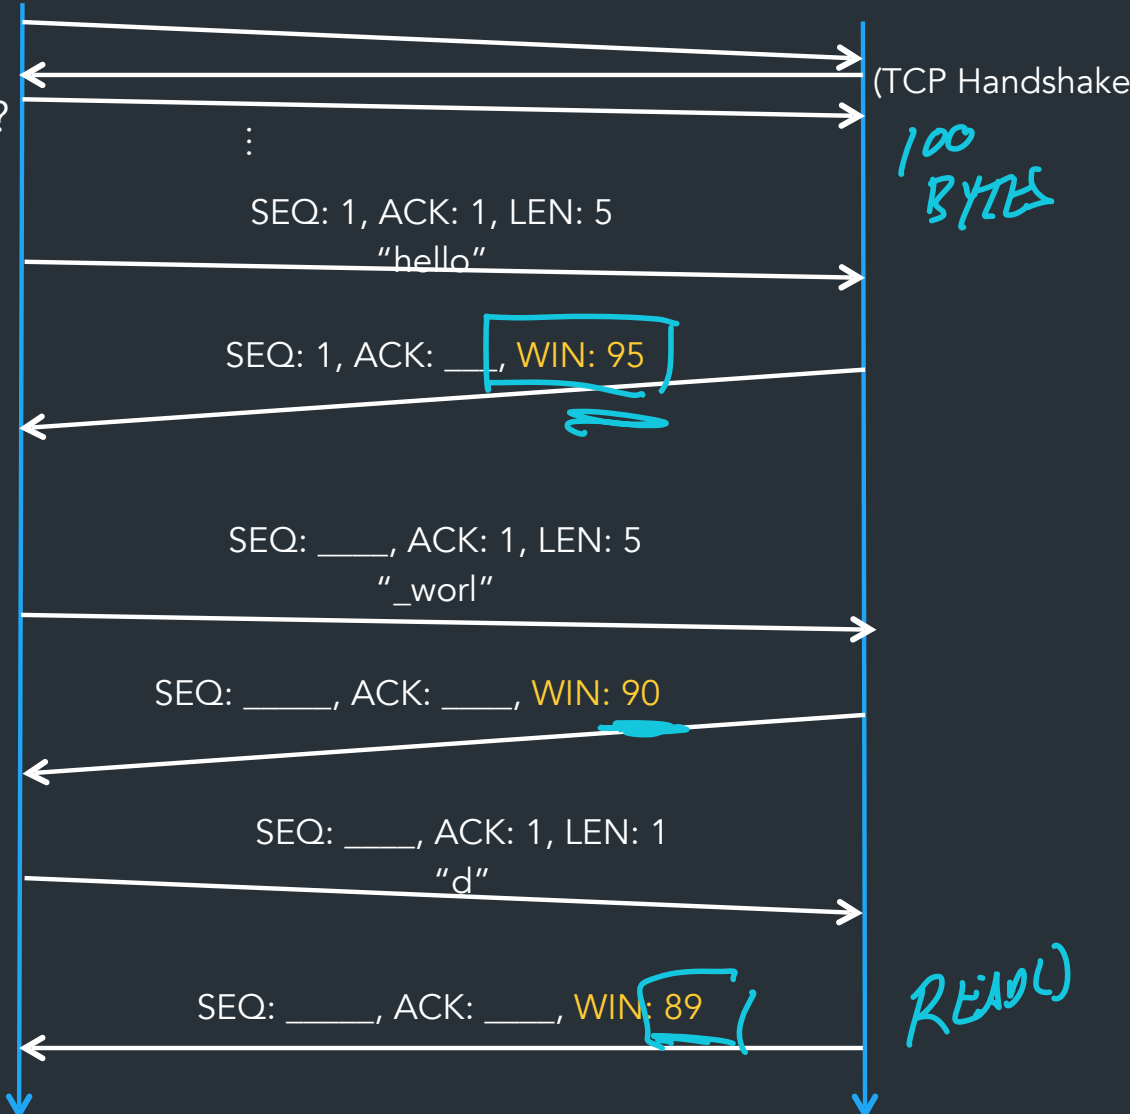 (TCP Handshake
?
100
BYTES
⋮
SEQ: 1, ACK: 1, LEN: 5
“hello”
SEQ: 1, ACK: ___, WIN: 95
SEQ: ____, ACK: 1, LEN: 5
“_worl”
SEQ: _____, ACK: ____, WIN: 90
SEQ: ____, ACK: 1, LEN: 1
“d”
SEQ: _____, ACK: ____, WIN: 89
READ()